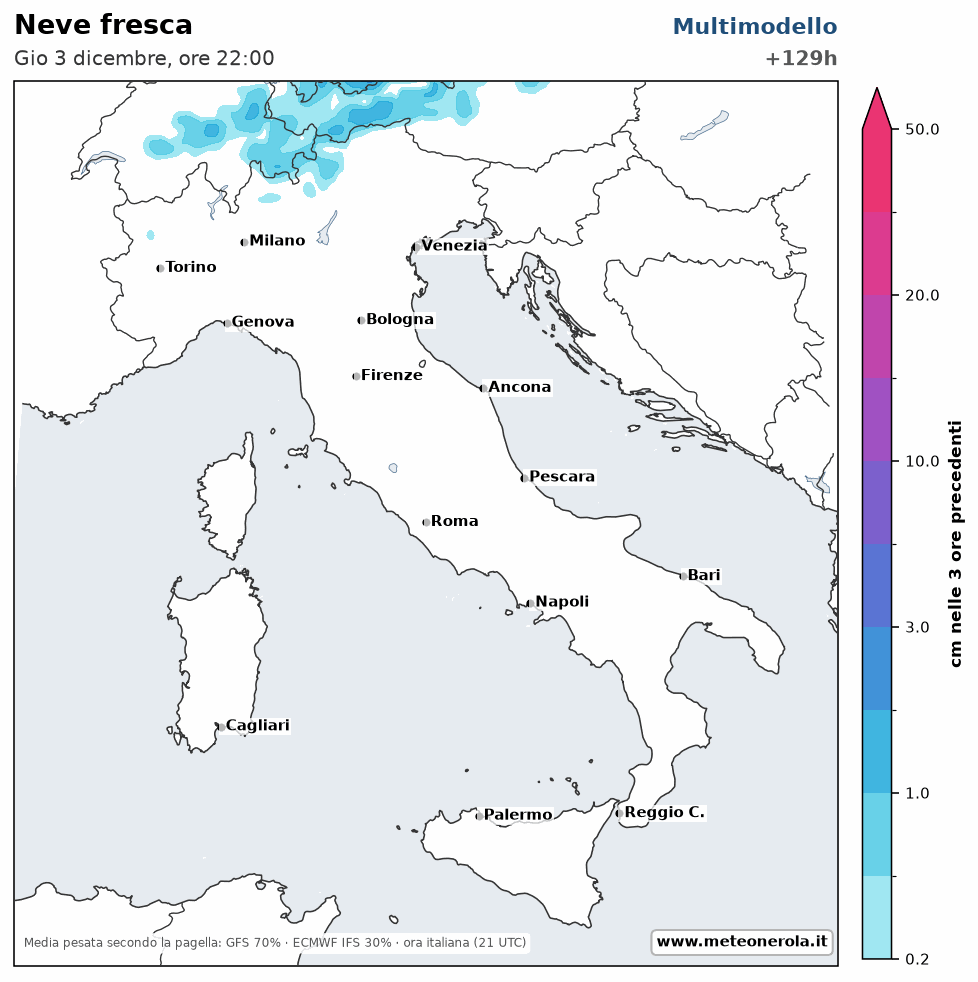 Neve fresca
Multimodello
Gio 3 dicembre, ore 22:00
+129h
50.0
20.0
10.0
3.0
1.0
0.2
cm nelle 3 ore precedenti
Milano
Venezia
Torino
Genova
Bologna
Firenze
Ancona
Pescara
Roma
Bari
Napoli
Cagliari
Palermo
Reggio C.
Media pesata secondo la pagella: GFS 70% · ECMWF IFS 30% · ora italiana (21 UTC)
www.meteonerola.it